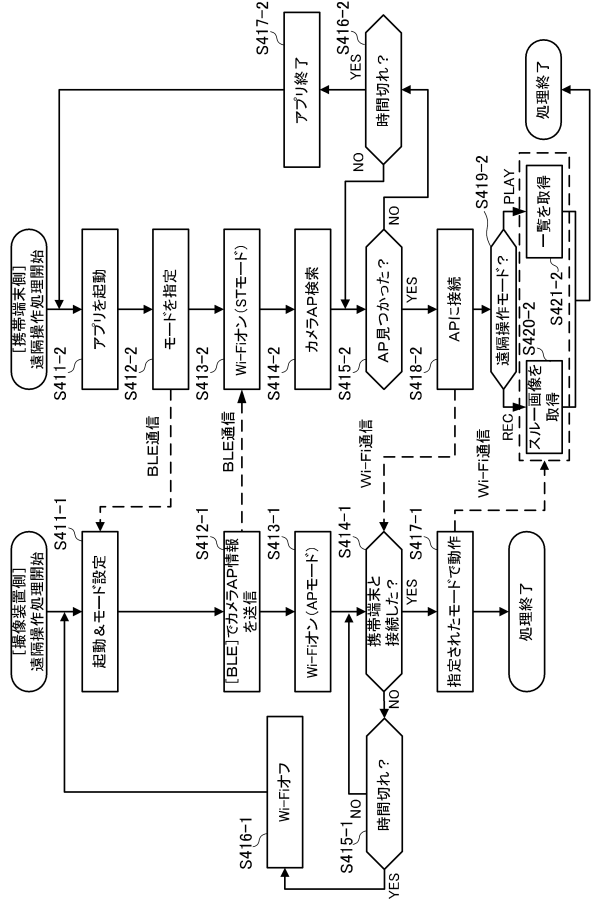 [撮像装置側]
遠隔操作処理開始
S411-1
起動&モード設定
S412-1
[BLE]でカメラAP情報
を送信
S413-1
Wi-Fiオン(APモード)
S414-1
携帯端末と
接続した?
YES
NO
S415-1
時間切れ?
NO
YES
S416-1
Wi-Fiオフ
S417-1
指定されたモードで動作
処理終了
BLE通信
BLE通信
Wi-Fi通信
Wi-Fi通信
[携帯端末側]
遠隔操作処理開始
S411-2
アプリを起動
S412-2
モードを指定
S413-2
Wi-Fiオン(STモード)
S414-2
カメラAP検索
S415-2
AP見つかった?
YES
NO
S416-2
時間切れ?
YES
NO
S417-2
アプリ終了
S418-2
APに接続
S419-2
遠隔操作モード?
REC
PLAY
S420-2
スルー画像を
取得
S421-2
一覧を取得
処理終了